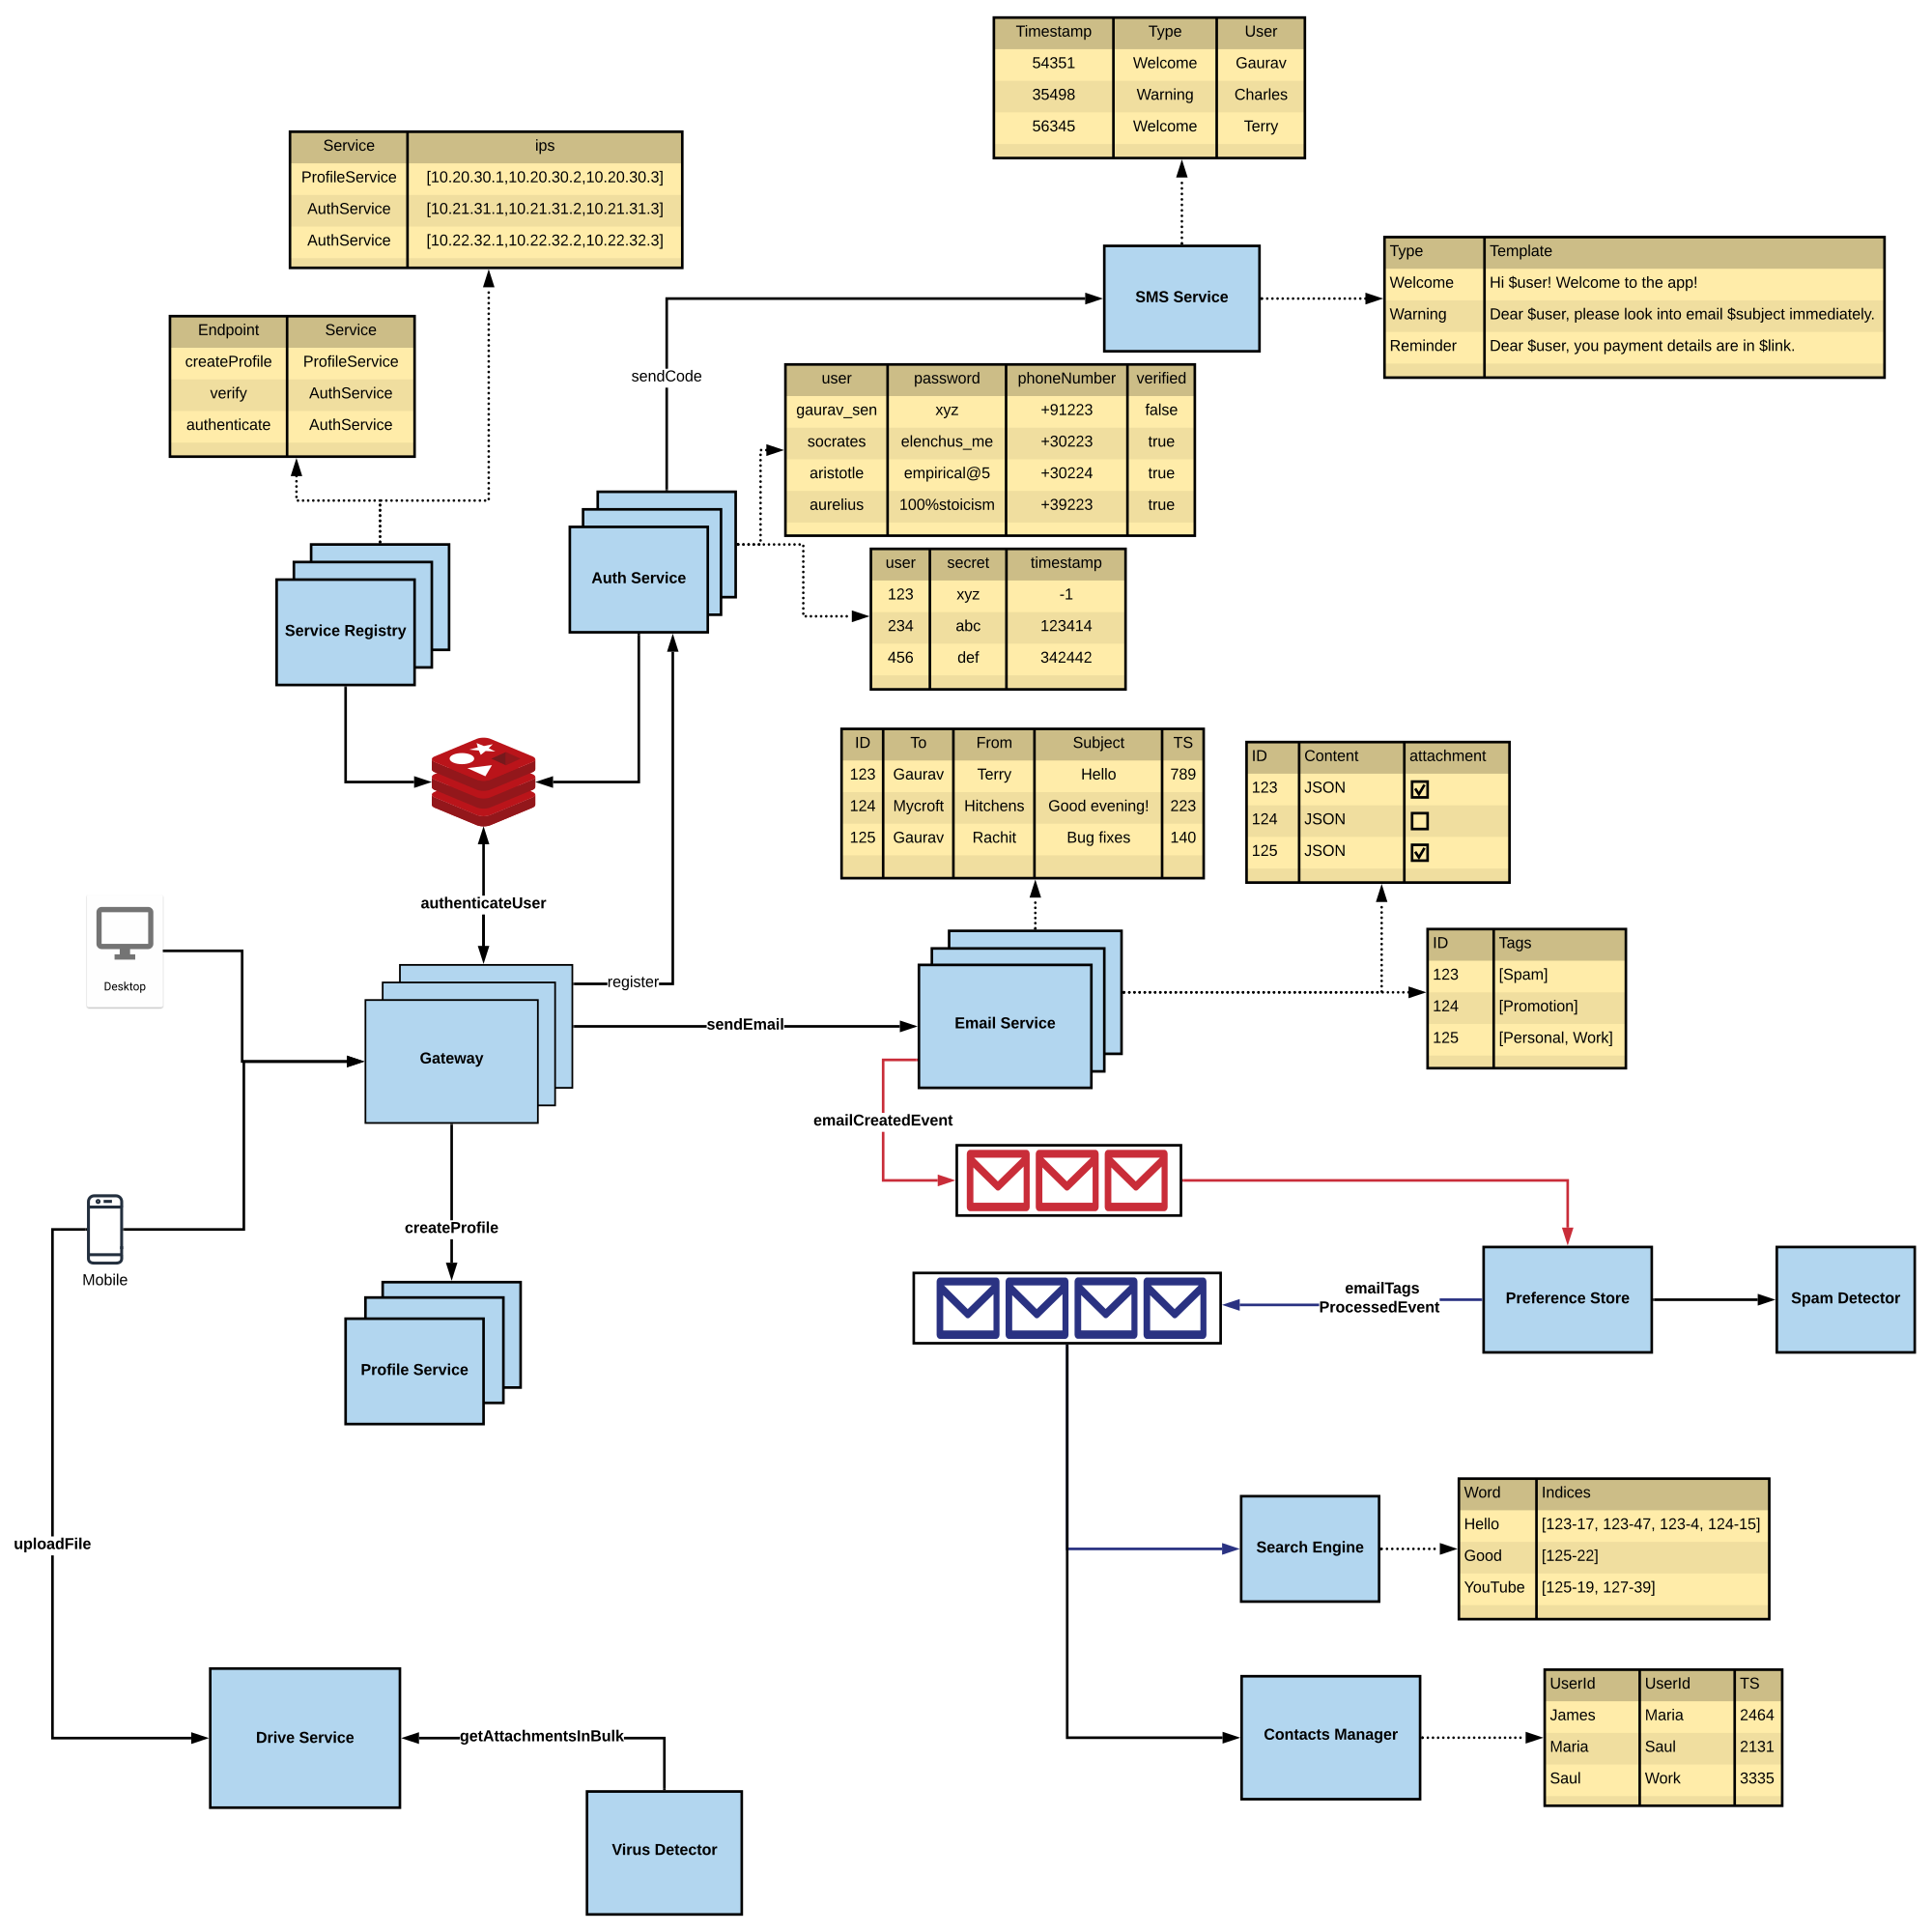 Timestamp Type User
54351 Welcome Gaurav
35498 Warning Charles
56345 Welcome Terry
Service ips
ProfileService [10.20.30.1,10.20.30.2,10.20.30.3]
AuthService [10.21.31.1,10.21.31.2,10.21.31.3]
AuthService [10.22.32.1,10.22.32.2,10.22.32.3]
SMS Service
Type Template
Welcome Hi $user! Welcome to the app!
Warning Dear $user, please look into email $subject immediately.
Reminder Dear $user, you payment details are in $link.
Endpoint Service
createProfile ProfileService
verify AuthService
authenticate AuthService
sendCode
user password phoneNumber verified
gaurav_sen xyz +91223 false
socrates elenchus_me +30223 true
aristotle empirical@5 +30224 true
aurelius 100%stoicism +39223 true
Auth Service
user secret timestamp
123 xyz -1
234 abc 123414
456 def 342442
Service Registry
ID To From Subject TS
123 Gaurav Terry Hello 789
124 Mycroft Hitchens Good evening! 223
125 Gaurav Rachit Bug fixes 140
ID Content attachment
123 JSON
124 JSON
125 JSON
authenticateUser
Desktop
register
sendEmail
Email Service
ID Tags
123 [Spam]
124 [Promotion]
125 [Personal, Work]
Gateway
emailCreatedEvent
createProfile
Mobile
emailTags
ProcessedEvent
Preference Store
Spam Detector
Profile Service
uploadFile
Search Engine
Word Indices
Hello [123-17, 123-47, 123-4, 124-15]
Good [125-22]
YouTube [125-19, 127-39]
Drive Service
getAttachmentsInBulk
Contacts Manager
UserId UserId TS
James Maria 2464
Maria Saul 2131
Saul Work 3335
Virus Detector